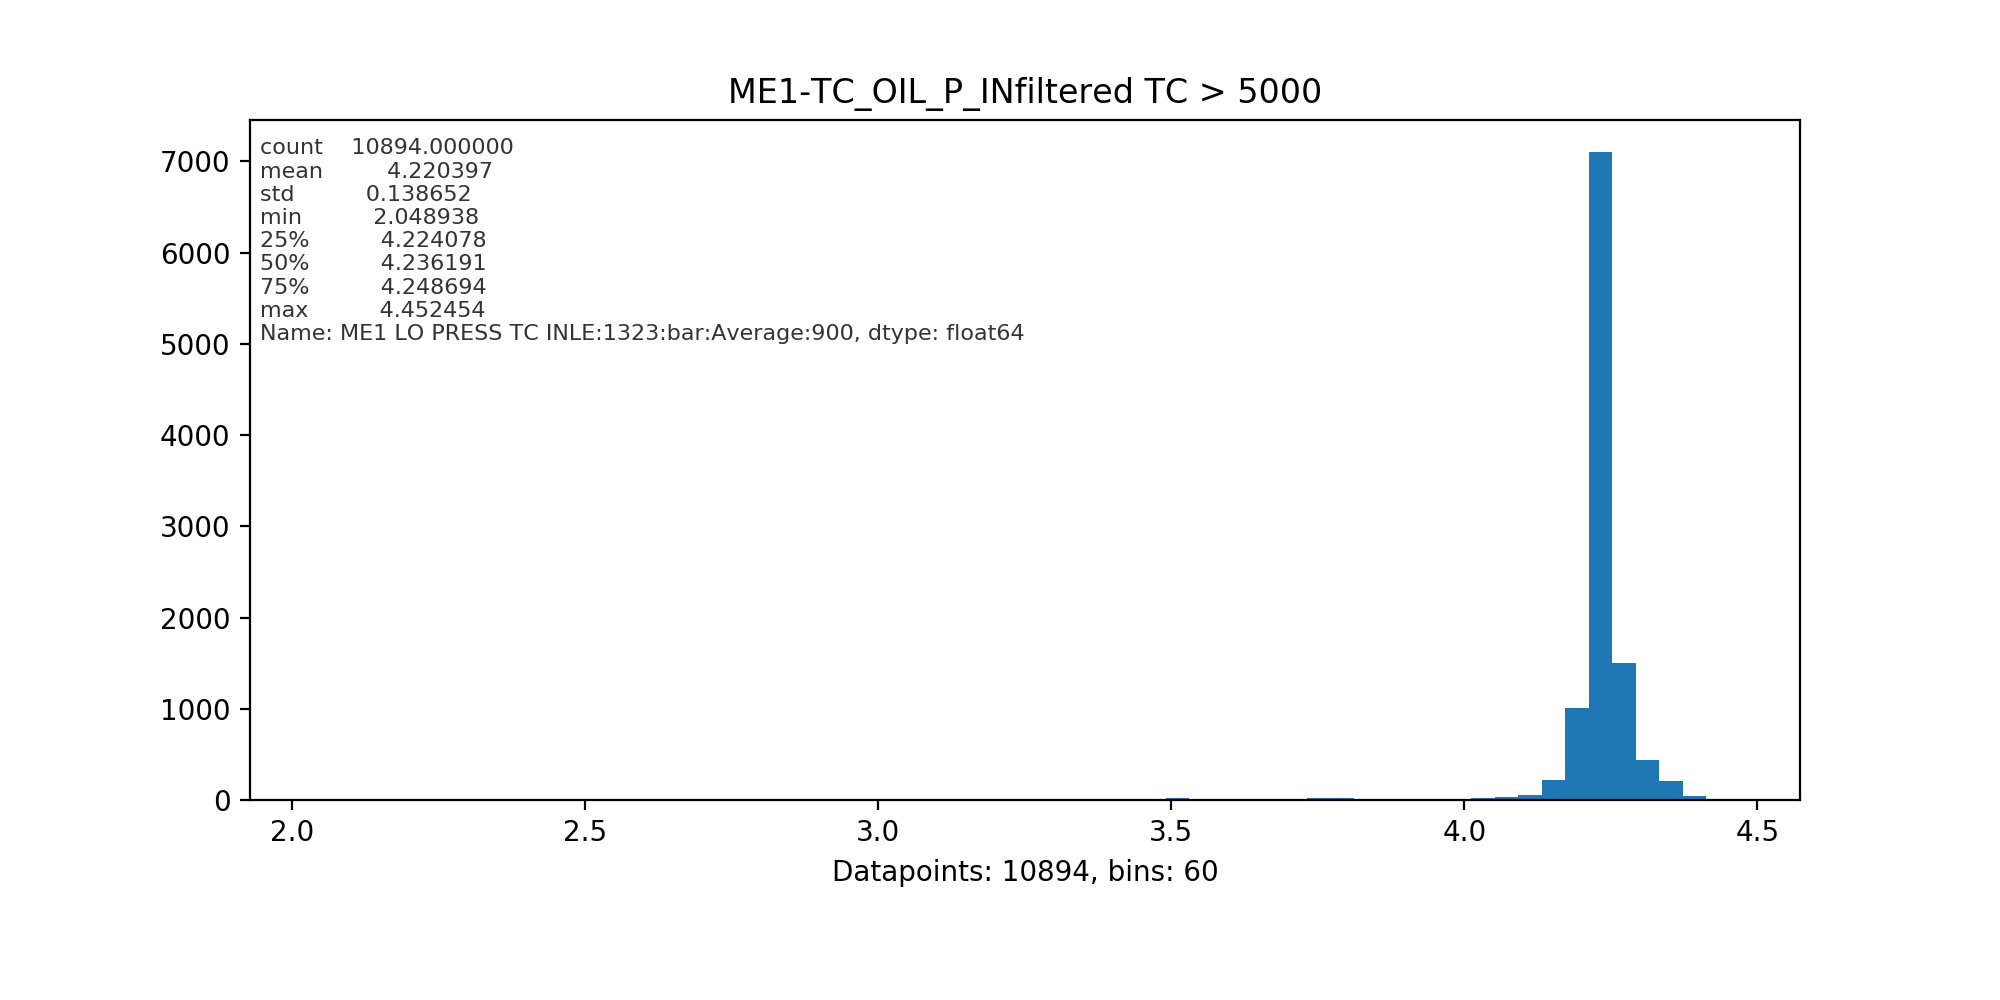 ME1-TC_OIL_P_INfiltered TC > 5000
count 10894.000000
mean 4.220397
std 0.138652
min 2.048938
25% 4.224078
50% 4.236191
75% 4.248694
max 4.452454
Name: ME1 LO PRESS TC INLE:1323:bar:Average:900, dtype: float64
7000
6000
5000
4000
3000
2000
1000
0
2.0 2.5 3.0 3.5 4.0 4.5
Datapoints: 10894, bins: 60